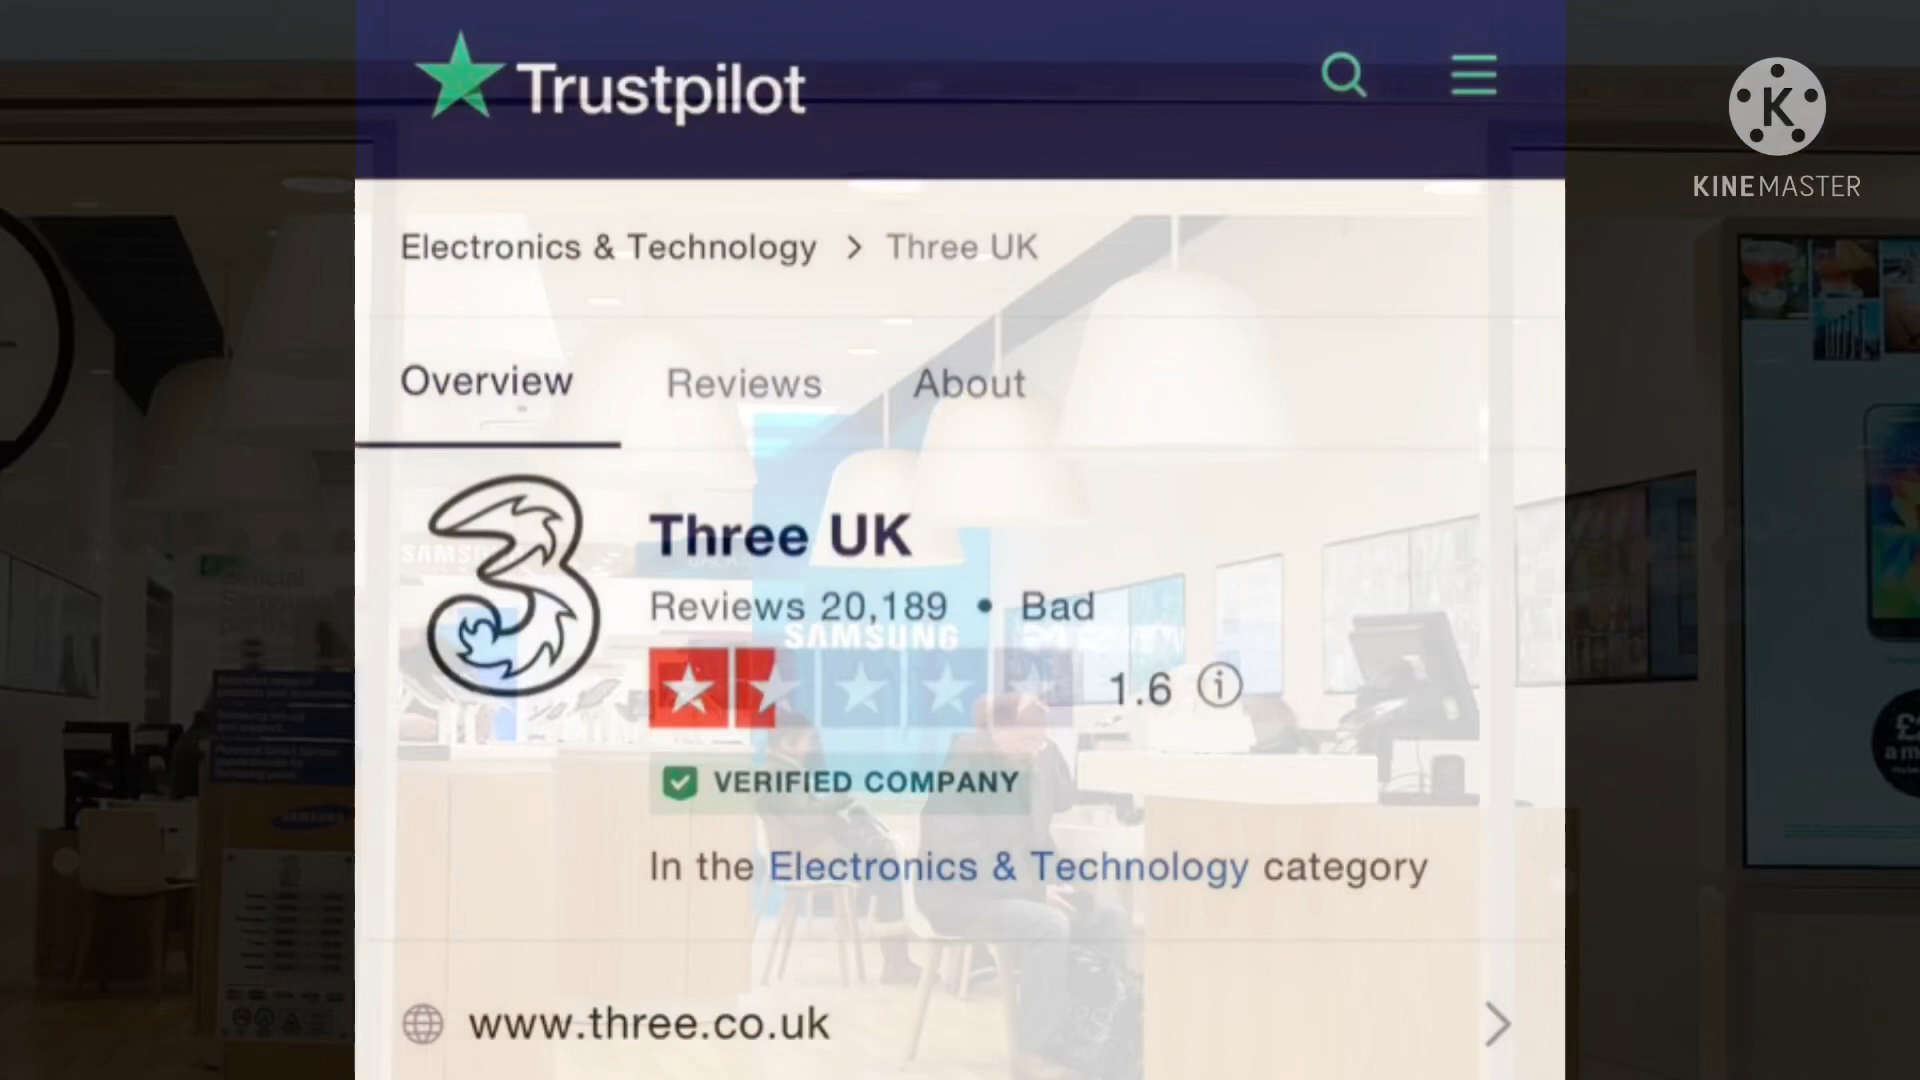 Trustpilot
KINEMASTER
Electronics & Technology > Three UK
Overview Reviews About
Three UK
Reviews 20,189 • Bad
SAMSUNG
1.6
VERIFIED COMPANY
In the Electronics & Technology category
www.three.co.uk